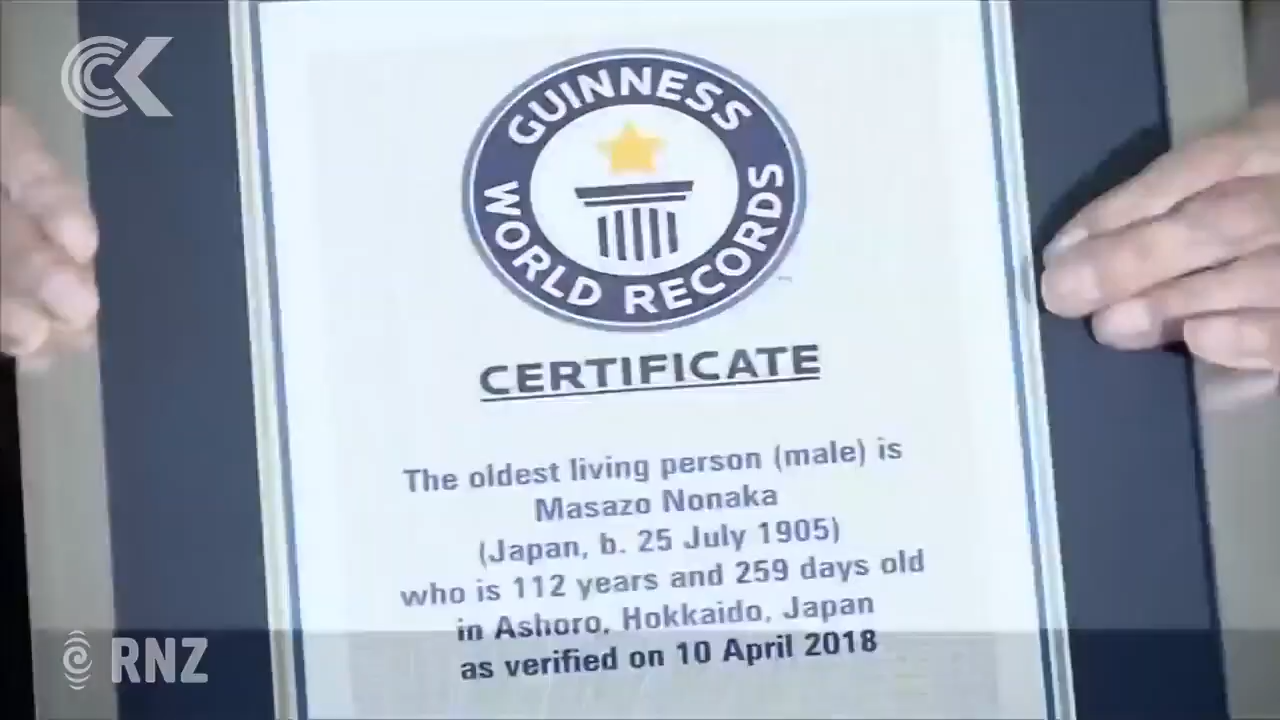 GUINNESS
WORLD RECORDS
CERTIFICATE
The oldest living person (male) is
Masazo Nonaka
(Japan, b. 25 July 1905)
who is 112 years and 259 days old
in Ashoro, Hokkaido, Japan
as verified on 10 April 2018
RNZ